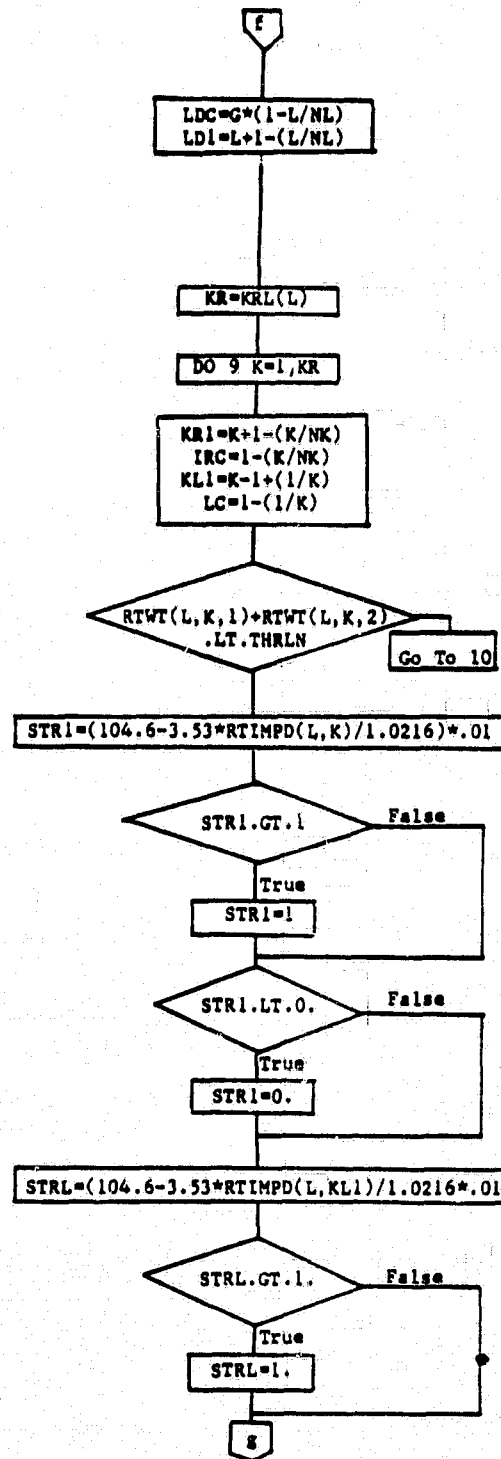 f
LDC=G*(1-L/NL)
LD1=L+1-(L/NL)
KR=KRL(L)
DO 9 K=1,KR
KR1=K+1-(K/NK)
IRC=1-(K/NK)
KL1=K-1+(1/K)
LC=1-(1/K)
RTWT(L,K,1)+RTWT(L,K,2)
.LT.THRLN
Go To 10
STR1=(104.6-3.53*RTIMPD(L,K)/1.0216)*.01
STR1.GT.1
False
True
STR1=1
STR1.LT.0.
False
True
STR1=0.
STRL=(104.6-3.53*RTIMPD(L,KL1)/1.0216*.01
STRL.GT.1.
False
True
STRL=1.
g